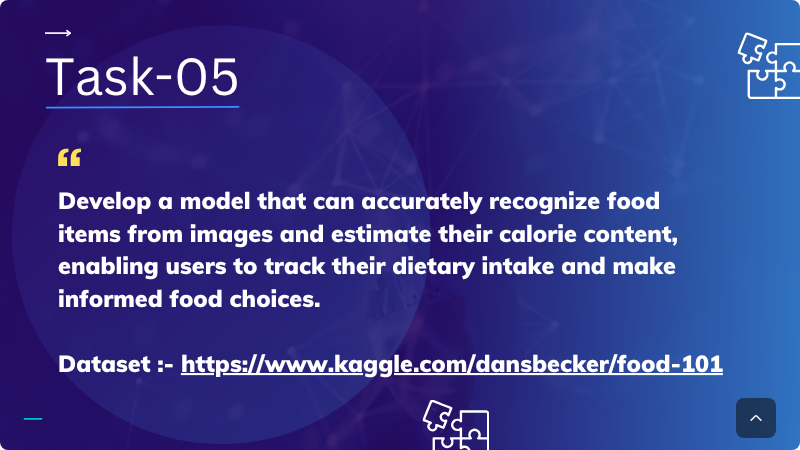 Task-05
“
Develop a model that can accurately recognize food
items from images and estimate their calorie content,
enabling users to track their dietary intake and make
informed food choices.
Dataset :- https://www.kaggle.com/dansbecker/food-101